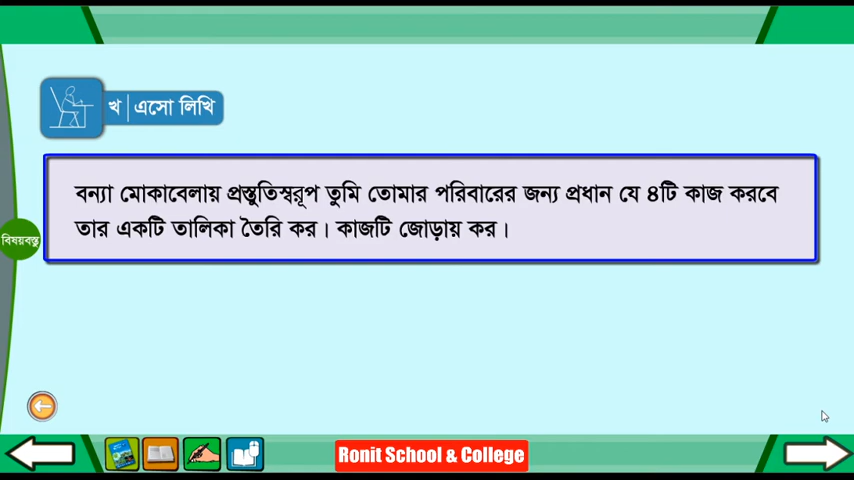 খ | এসো লিখি
বন্যা মোকাবেলায় প্রস্তুতিস্বরূপ তুমি তোমার পরিবারের জন্য প্রধান যে ৪টি কাজ করবে
তার একটি তালিকা তৈরি কর। কাজটি জোড়ায় কর।
বিষয়বস্তু
Ronit School & College